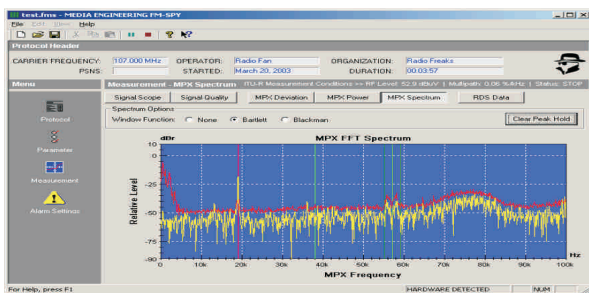 test.fms - MEDIA ENGINEERING FM-SPY
File Edit View Help
Protocol Header
CARRIER FREQUENCY: 107.000 MHz OPERATOR: Radio Fan ORGANIZATION: Radio Freaks
PSNS: STARTED: March 20, 2003 DURATION: 00:03:57
Menu Measurement - MPX Spectrum ITU-R Measurement Conditions => RF Level: 52.9 dBuV | Multipath: 0.06 %4Hz | Status: STOP
Signal Scope Signal Quality MPX Deviation MPX Power MPX Spectrum RDS Data
Spectrum Options
Window Function: None Bartlett Blackman Clear Peak Hold
Protocol
Parameter
Measurement
Alarm Settings
dBr MPX FFT Spectrum
10
0
-25
-50
-75
-90
Relative Level
0 10k 20k 30k 40k 50k 60k 70k 80k 90k 100k Hz
MPX Frequency
For Help, press F1 HARDWARE DETECTED NUM